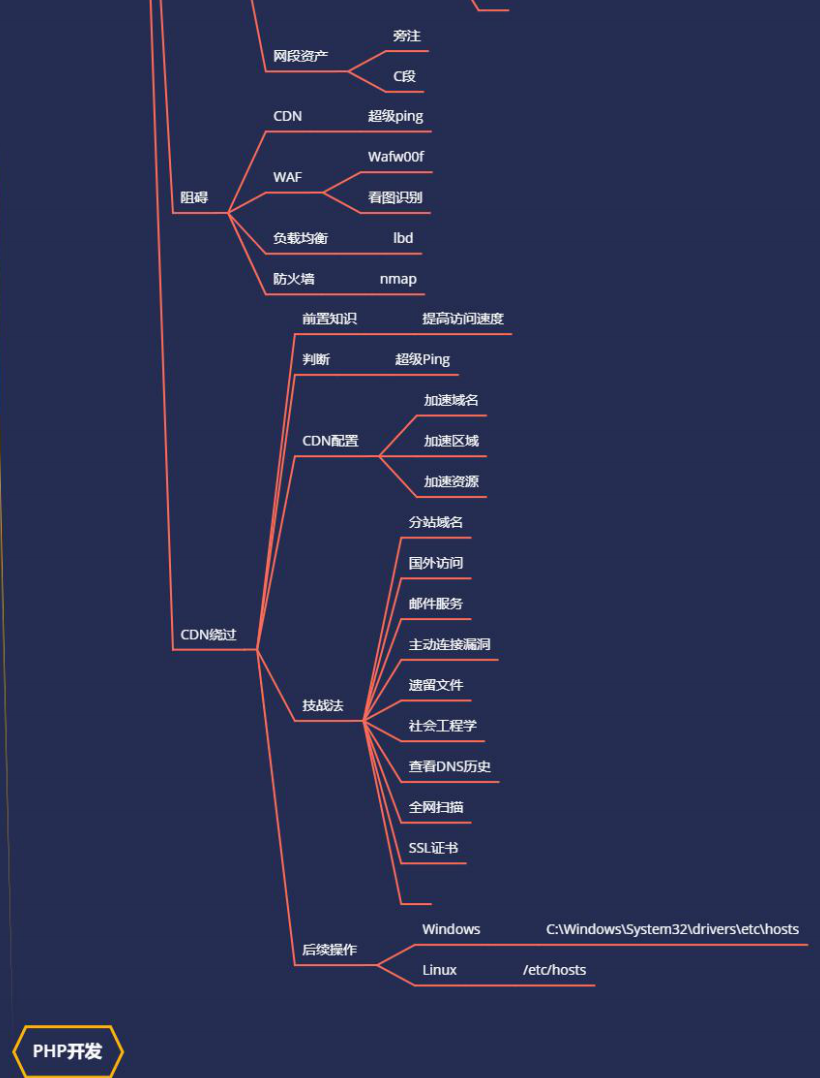 旁注
网段资产
C段
CDN 超级ping
Wafw00f
WAF
看图识别
阻碍
负载均衡 lbd
防火墙 nmap
前置知识 提高访问速度
判断 超级Ping
加速域名
CDN配置 加速区域
加速资源
分站域名
国外访问
邮件服务
CDN绕过
主动连接漏洞
遗留文件
技战法
社会工程学
查看DNS历史
全网扫描
SSL证书
Windows C:\Windows\System32\drivers\etc\hosts
后续操作
Linux /etc/hosts
PHP开发